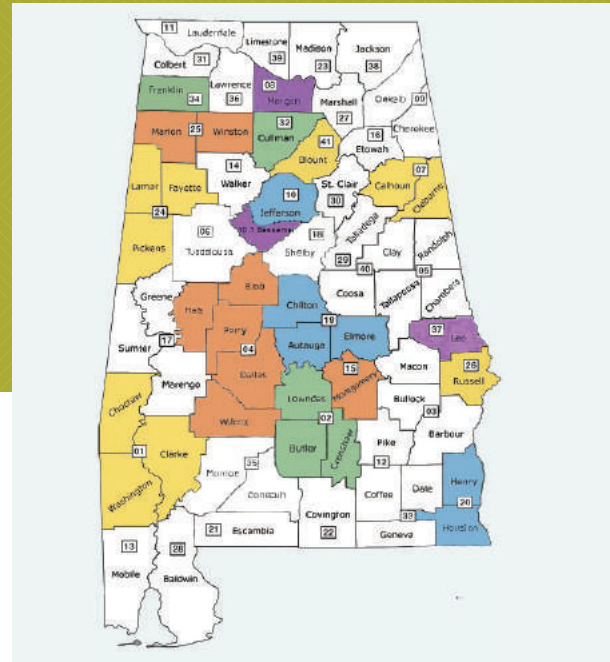 11 Lauderdale
Limestone 39
Madison 23
Jackson 38
Colbert 31
Franklin 34
Lawrence 36
08 Morgan
Marshall 27
DeKalb 09
Cherokee
16 Etowah
Marion 25
Winston
32 Cullman
41 Blount
14 Walker
St. Clair 30
07 Calhoun
Cleburne
Lamar
Fayette
24
Pickens
10 Jefferson
10.1 Bessemer
06 Tuscaloosa
18 Shelby
Talladega 29
Clay
Randolph
40
05
Greene
Hale
Bibb
Chilton
Coosa
Tallapoosa
Chambers
Sumter 17
Perry
04
19
Autauga
Elmore
37 Lee
Marengo
Dallas
15 Montgomery
Macon
26 Russell
Choctaw
Wilcox
Lowndes
02
Bullock 03
01
Clarke
Butler
Crenshaw
Pike 12
Barbour
Washington
Monroe 35
Conecuh
Covington 22
Coffee
Dale
Henry 20
33
Houston
21 Escambia
Geneva
13 Mobile
28 Baldwin